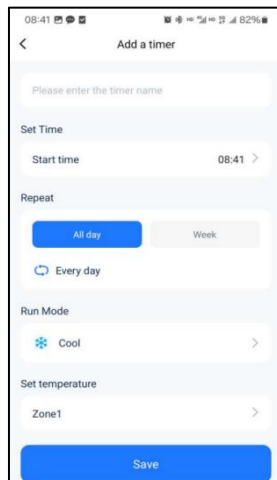 08:41 82%
Add a timer
Please enter the timer name
Set Time
Start time 08:41
Repeat
All day Week
Every day
Run Mode
Cool
Set temperature
Zone1
Save